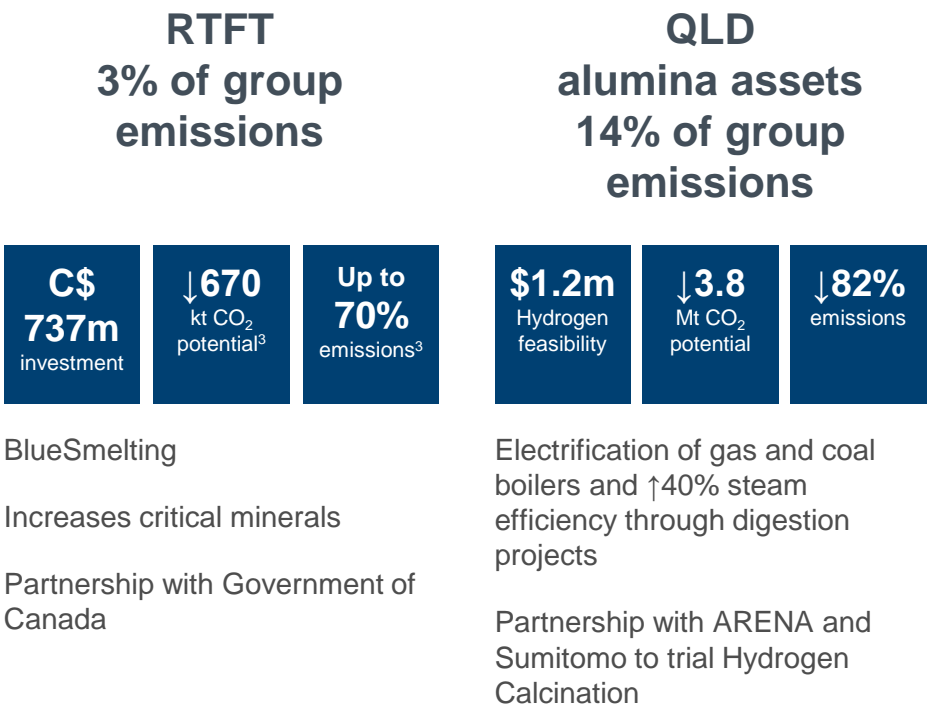 RTFT
3% of group
emissions
C$
737m
investment
↓670
kt CO₂
potential³
Up to
70%
emissions³
BlueSmelting
Increases critical minerals
Partnership with Government of
Canada
QLD
alumina assets
14% of group
emissions
$1.2m
Hydrogen
feasibility
↓3.8
Mt CO₂
potential
↓82%
emissions
Electrification of gas and coal
boilers and ↑40% steam
efficiency through digestion
projects
Partnership with ARENA and
Sumitomo to trial Hydrogen
Calcination